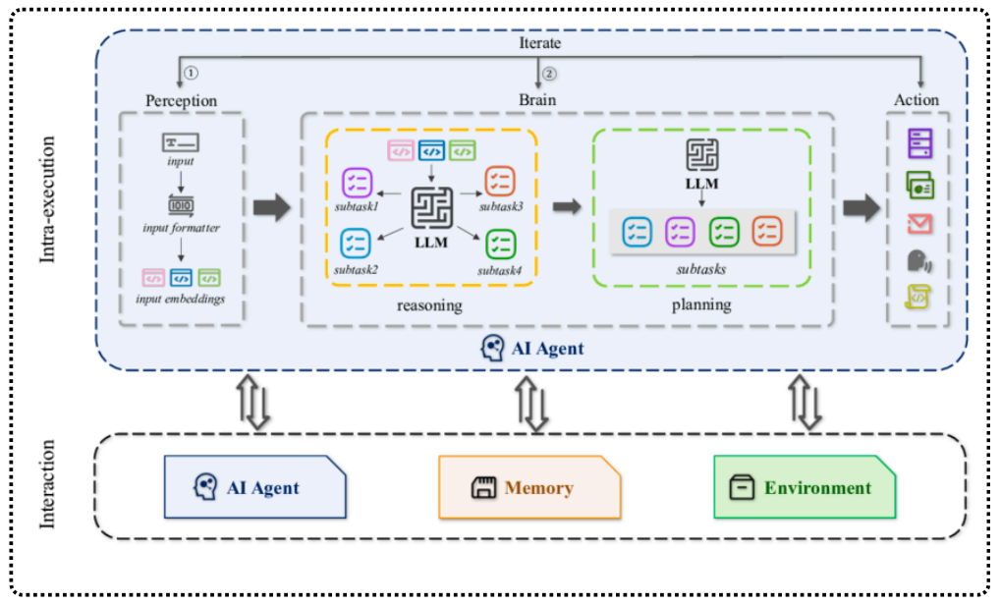 Iterate
①
②
Perception
Brain
Action
Intra-execution
T
input
1010
input formatter
input embeddings
subtask1
subtask3
LLM
subtask2
subtask4
reasoning
LLM
subtasks
planning
AI Agent
Interaction
AI Agent
Memory
Environment